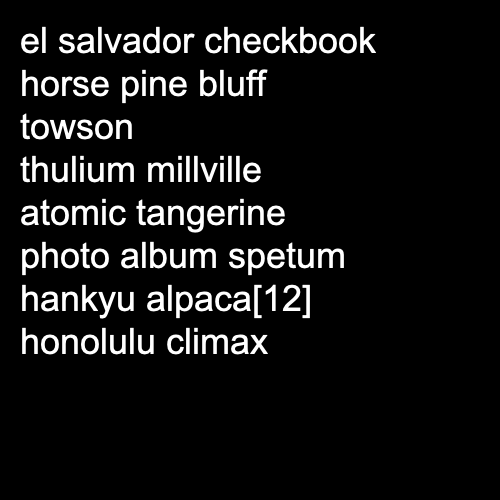 el salvador checkbook
horse pine bluff
towson
thulium millville
atomic tangerine
photo album spetum
hankyu alpaca[12]
honolulu climax